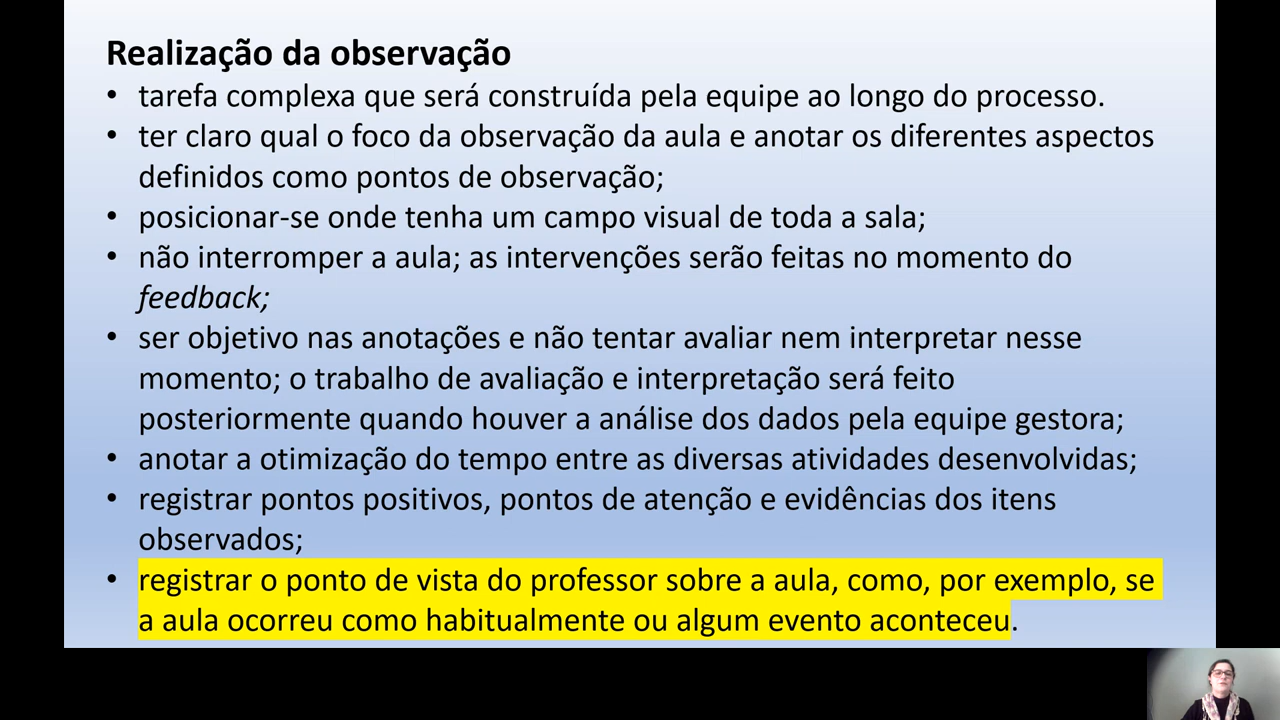 Realização da observação
• tarefa complexa que será construída pela equipe ao longo do processo.
• ter claro qual o foco da observação da aula e anotar os diferentes aspectos
definidos como pontos de observação;
• posicionar-se onde tenha um campo visual de toda a sala;
• não interromper a aula; as intervenções serão feitas no momento do
feedback;
• ser objetivo nas anotações e não tentar avaliar nem interpretar nesse
momento; o trabalho de avaliação e interpretação será feito
posteriormente quando houver a análise dos dados pela equipe gestora;
• anotar a otimização do tempo entre as diversas atividades desenvolvidas;
• registrar pontos positivos, pontos de atenção e evidências dos itens
observados;
• registrar o ponto de vista do professor sobre a aula, como, por exemplo, se
a aula ocorreu como habitualmente ou algum evento aconteceu.